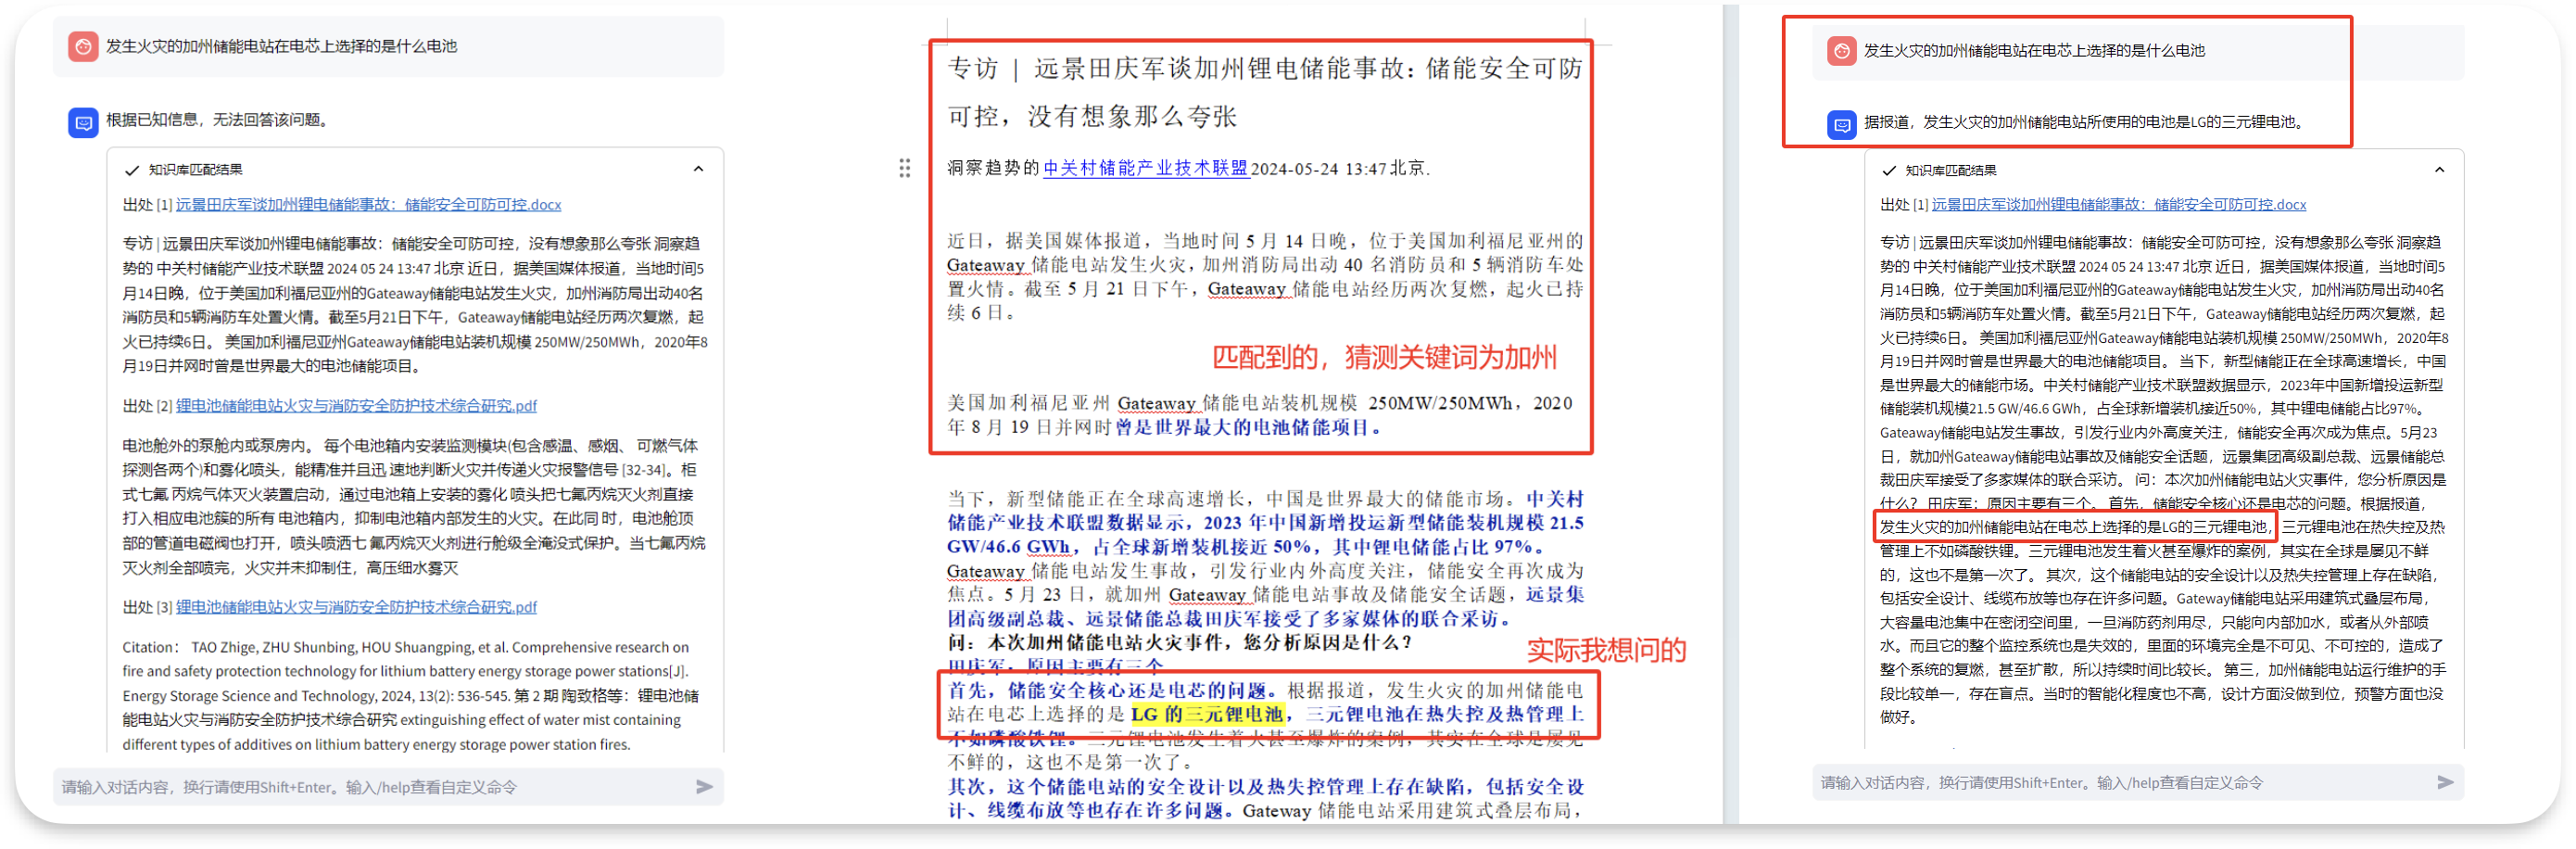 发生火灾的加州储能电站在电芯上选择的是什么电池
根据已知信息，无法回答该问题。
知识库匹配结果
出处 [1] 远景田庆军谈加州锂电储能事故：储能安全可防可控.docx
专访 | 远景田庆军谈加州锂电储能事故：储能安全可防可控，没有想象那么夸张 洞察趋
势的 中关村储能产业技术联盟 2024 05 24 13:47 北京 近日，据美国媒体报道，当地时间5
月14日晚，位于美国加利福尼亚州的Gateaway储能电站发生火灾，加州消防局出动40名
消防员和5辆消防车处置火情。截至5月21日下午，Gateaway储能电站经历两次复燃，起
火已持续6日。 美国加利福尼亚州Gateaway储能电站装机规模 250MW/250MWh，2020年8
月19日并网时曾是世界最大的电池储能项目。
出处 [2] 锂电池储能电站火灾与消防安全防护技术综合研究.pdf
电池舱外的泵舱内或泵房内。 每个电池箱内安装监测模块(包含感温、感烟、 可燃气体
探测各两个)和雾化喷头，能精准并且迅 速地判断火灾并传递火灾报警信号 [32-34]。柜
式七氟 丙烷气体灭火装置启动，通过电池箱上安装的雾化 喷头把七氟丙烷灭火剂直接
打入相应电池簇的所有 电池箱内，抑制电池箱内部发生的火灾。在此同 时，电池舱顶
部的管道电磁阀也打开，喷头喷洒七 氟丙烷灭火剂进行舱级全淹没式保护。当七氟丙烷
灭火剂全部喷完，火灾并未抑制住，高压细水雾灭
出处 [3] 锂电池储能电站火灾与消防安全防护技术综合研究.pdf
Citation： TAO Zhige, ZHU Shunbing, HOU Shuangping, et al. Comprehensive research on
fire and safety protection technology for lithium battery energy storage power stations[J].
Energy Storage Science and Technology, 2024, 13(2): 536-545. 第 2 期 陶致格等：锂电池储
能电站火灾与消防安全防护技术综合研究 extinguishing effect of water mist containing
different types of additives on lithium battery energy storage power station fires.
请输入对话内容，换行请使用Shift+Enter。输入/help查看自定义命令
专访 | 远景田庆军谈加州锂电储能事故：储能安全可防
可控，没有想象那么夸张
洞察趋势的中关村储能产业技术联盟2024-05-24 13:47北京.
近日，据美国媒体报道，当地时间 5 月 14 日晚，位于美国加利福尼亚州的
Gateaway 储能电站发生火灾，加州消防局出动 40 名消防员和 5 辆消防车处
置火情。截至 5 月 21 日下午，Gateaway 储能电站经历两次复燃，起火已持
续 6 日。
匹配到的，猜测关键词为加州
美国加利福尼亚州 Gateaway 储能电站装机规模 250MW/250MWh，2020
年 8 月 19 日并网时曾是世界最大的电池储能项目。
当下，新型储能正在全球高速增长，中国是世界最大的储能市场。中关村
储能产业技术联盟数据显示，2023 年中国新增投运新型储能装机规模 21.5
GW/46.6 GWh，占全球新增装机接近 50%，其中锂电储能占比 97%。
Gateaway 储能电站发生事故，引发行业内外高度关注，储能安全再次成为
焦点。5 月 23 日，就加州 Gateaway 储能电站事故及储能安全话题，远景集
团高级副总裁、远景储能总裁田庆军接受了多家媒体的联合采访。
问：本次加州储能电站火灾事件，您分析原因是什么？
实际我想问的
田庆军：原因主要有三个
首先，储能安全核心还是电芯的问题。根据报道，发生火灾的加州储能电
站在电芯上选择的是 LG 的三元锂电池，三元锂电池在热失控及热管理上
不如磷酸铁锂。三元锂电池发生着火甚至爆炸的案例，其实在全球是屡见
不鲜的，这也不是第一次了。
其次，这个储能电站的安全设计以及热失控管理上存在缺陷，包括安全设
计、线缆布放等也存在许多问题。Gateway 储能电站采用建筑式叠层布局，
发生火灾的加州储能电站在电芯上选择的是什么电池
据报道，发生火灾的加州储能电站所使用的电池是LG的三元锂电池。
知识库匹配结果
出处 [1] 远景田庆军谈加州锂电储能事故：储能安全可防可控.docx
专访 | 远景田庆军谈加州锂电储能事故：储能安全可防可控，没有想象那么夸张 洞察趋
势的 中关村储能产业技术联盟 2024 05 24 13:47 北京 近日，据美国媒体报道，当地时间5
月14日晚，位于美国加利福尼亚州的Gateaway储能电站发生火灾，加州消防局出动40名
消防员和5辆消防车处置火情。截至5月21日下午，Gateaway储能电站经历两次复燃，起
火已持续6日。 美国加利福尼亚州Gateaway储能电站装机规模 250MW/250MWh，2020年8
月19日并网时曾是世界最大的电池储能项目。 当下，新型储能正在全球高速增长，中国
是世界最大的储能市场。中关村储能产业技术联盟数据显示，2023年中国新增投运新型
储能装机规模21.5 GW/46.6 GWh，占全球新增装机接近50%，其中锂电储能占比97%。
Gateaway储能电站发生事故，引发行业内外高度关注，储能安全再次成为焦点。5月23
日，就加州Gateaway储能电站事故及储能安全话题，远景集团高级副总裁、远景储能总
裁田庆军接受了多家媒体的联合采访。 问：本次加州储能电站火灾事件，您分析原因是
什么？ 田庆军：原因主要有三个。 首先，储能安全核心还是电芯的问题。根据报道，
发生火灾的加州储能电站在电芯上选择的是LG的三元锂电池，三元锂电池在热失控及热
管理上不如磷酸铁锂。三元锂电池发生着火甚至爆炸的案例，其实在全球是屡见不鲜
的，这也不是第一次了。 其次，这个储能电站的安全设计以及热失控管理上存在缺陷，
包括安全设计、线缆布放等也存在许多问题。Gateway储能电站采用建筑式叠层布局，
大容量电池集中在密闭空间里，一旦消防药剂用尽，只能向内部加水，或者从外部喷
水。而且它的整个监控系统也是失效的，里面的环境完全是不可见、不可控的，造成了
整个系统的复燃，甚至扩散，所以持续时间比较长。 第三，加州储能电站运行维护的手
段比较单一，存在盲点。当时的智能化程度也不高，设计方面没做到位，预警方面也没
做好。
请输入对话内容，换行请使用Shift+Enter。输入/help查看自定义命令